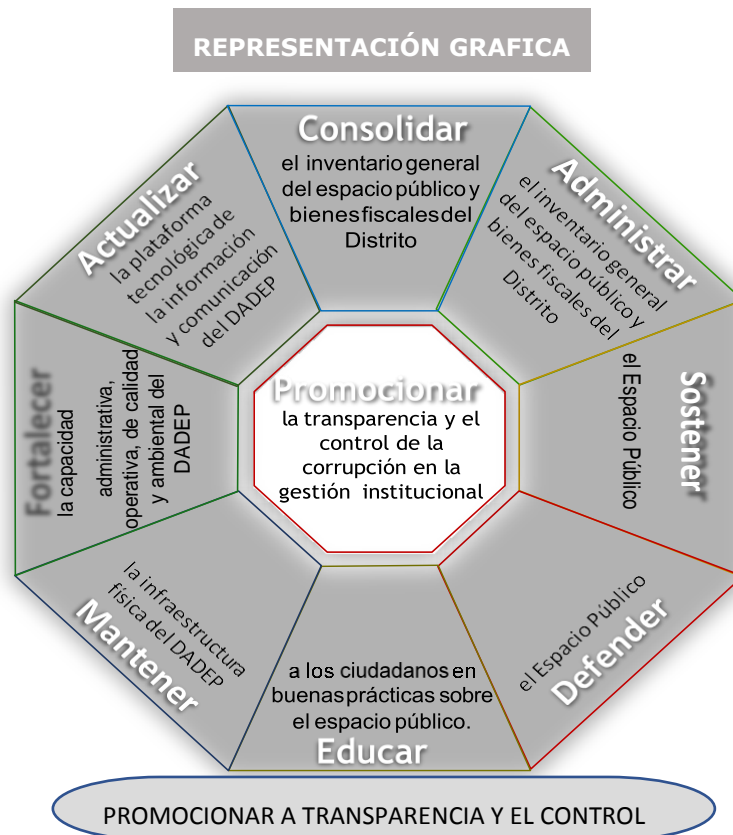 REPRESENTACIÓN GRAFICA
Consolidar
el inventario general
del espacio público y
bienes fiscales del
Distrito
Administrar
el inventario general
del espacio público y
bienes fiscales del
Distrito
Sostener
el Espacio Público
Defender
el Espacio Público
a los ciudadanos en
buenas prácticas sobre
el espacio público.
Educar
la infraestructura
física del DADEP
Mantener
Fortalecer
la capacidad
administrativa,
operativa, de calidad
y ambiental del
DADEP
Actualizar
la plataforma
tecnológica de
la información
y comunicación
del DADEP
Promocionar
la transparencia y el
control de la
corrupción en la
gestión institucional
PROMOCIONAR A TRANSPARENCIA Y EL CONTROL